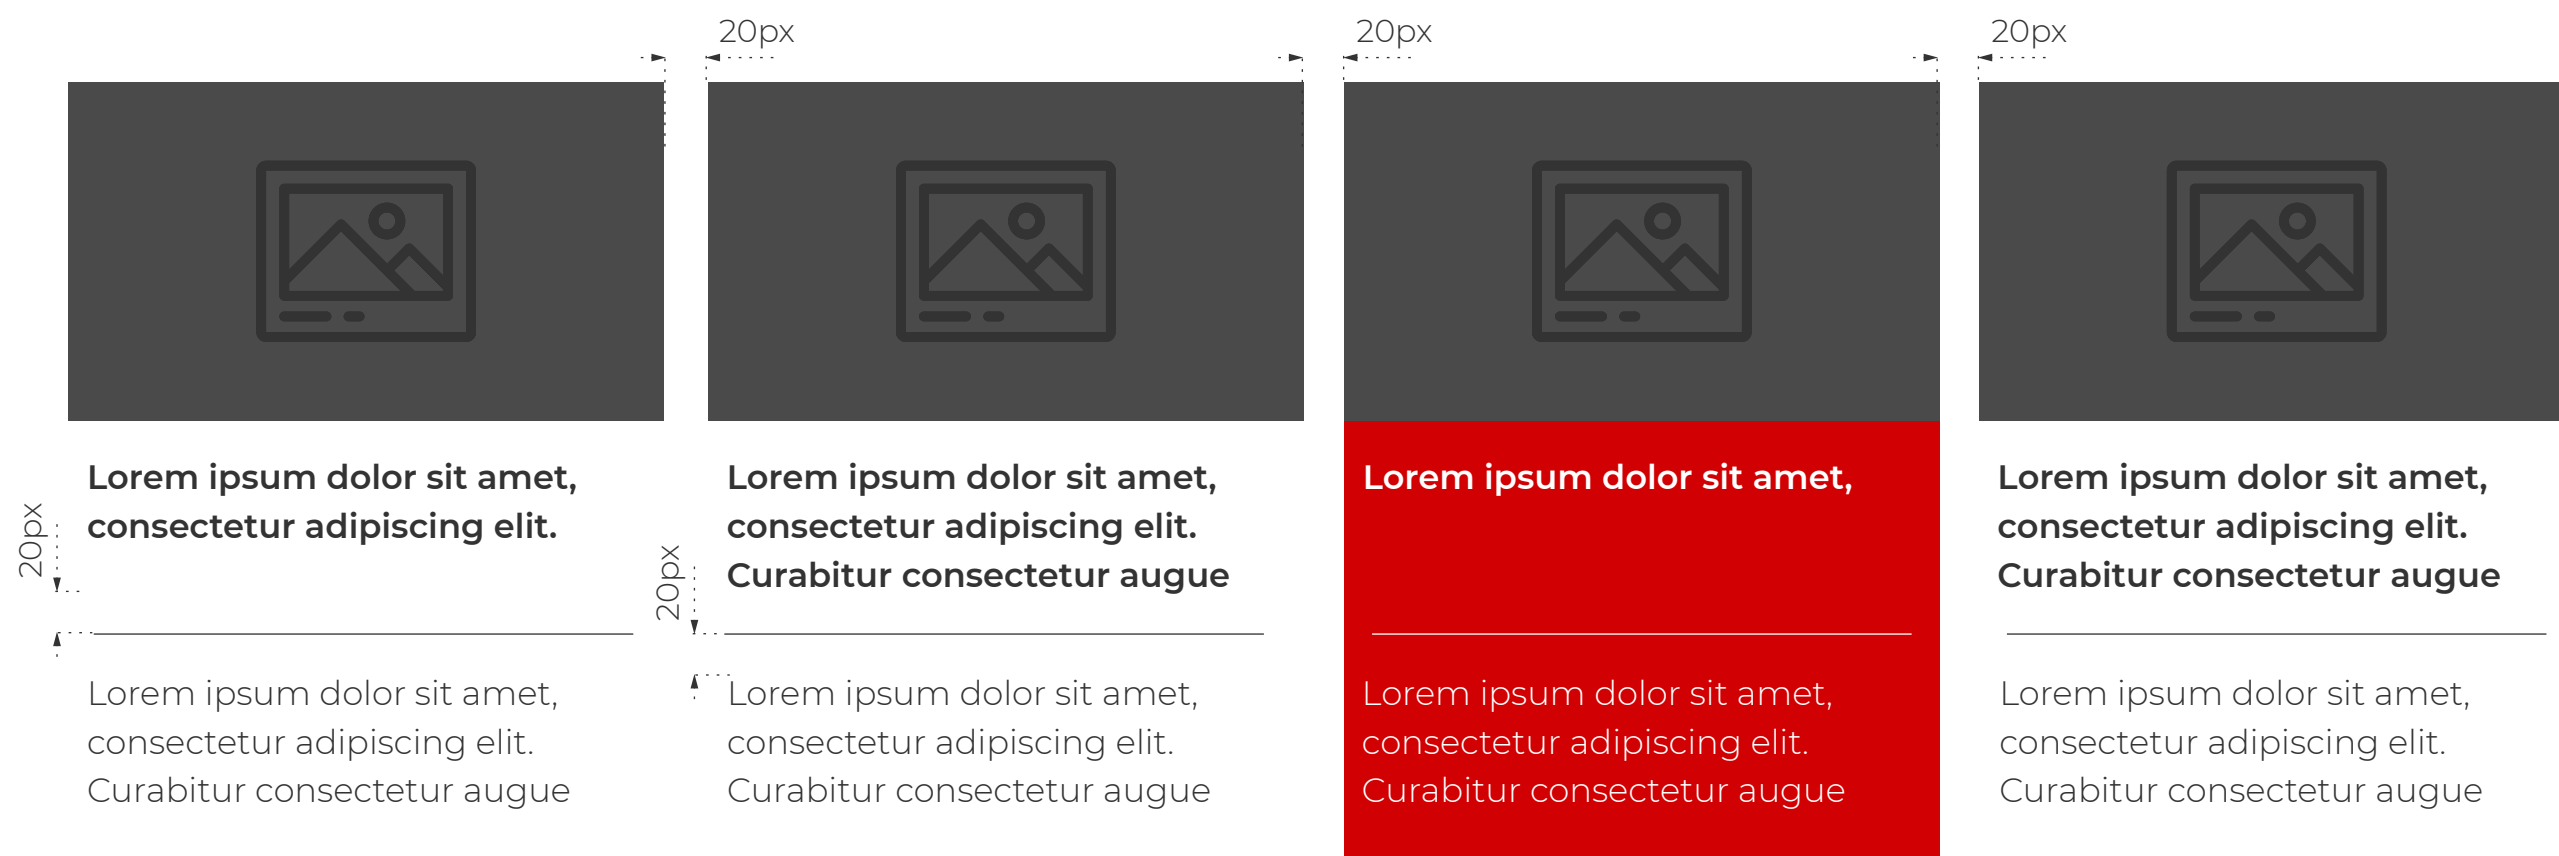 20px
20px
20px
Lorem ipsum dolor sit amet,
consectetur adipiscing elit.
20px
Lorem ipsum dolor sit amet,
consectetur adipiscing elit.
Curabitur consectetur augue
Lorem ipsum dolor sit amet,
consectetur adipiscing elit.
Curabitur consectetur augue
20px
Lorem ipsum dolor sit amet,
consectetur adipiscing elit.
Curabitur consectetur augue
Lorem ipsum dolor sit amet,
Lorem ipsum dolor sit amet,
consectetur adipiscing elit.
Curabitur consectetur augue
Lorem ipsum dolor sit amet,
consectetur adipiscing elit.
Curabitur consectetur augue
Lorem ipsum dolor sit amet,
consectetur adipiscing elit.
Curabitur consectetur augue